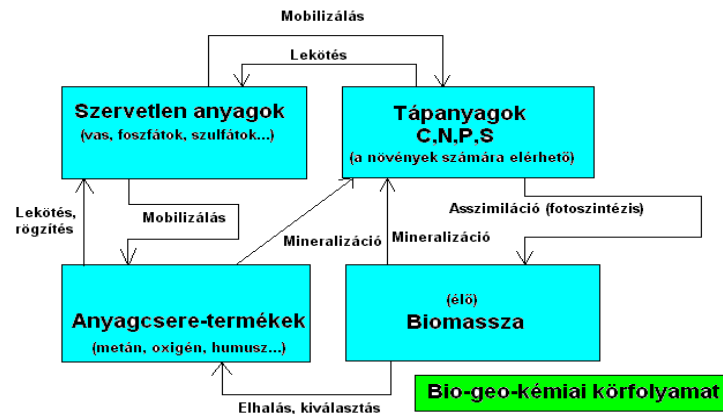 Mobilizálás
Lekötés
Szervetlen anyagok
(vas, foszfátok, szulfátok...)
Tápanyagok
C,N,P,S
(a növények számára elérhető)
Lekötés,
rögzítés
Mobilizálás
Mineralizáció
Mineralizáció
Asszimiláció (fotoszintézis)
Anyagcsere-termékek
(metán, oxigén, humusz...)
(élő)
Biomassza
Elhalás, kiválasztás
Bio-geo-kémiai körfolyamat